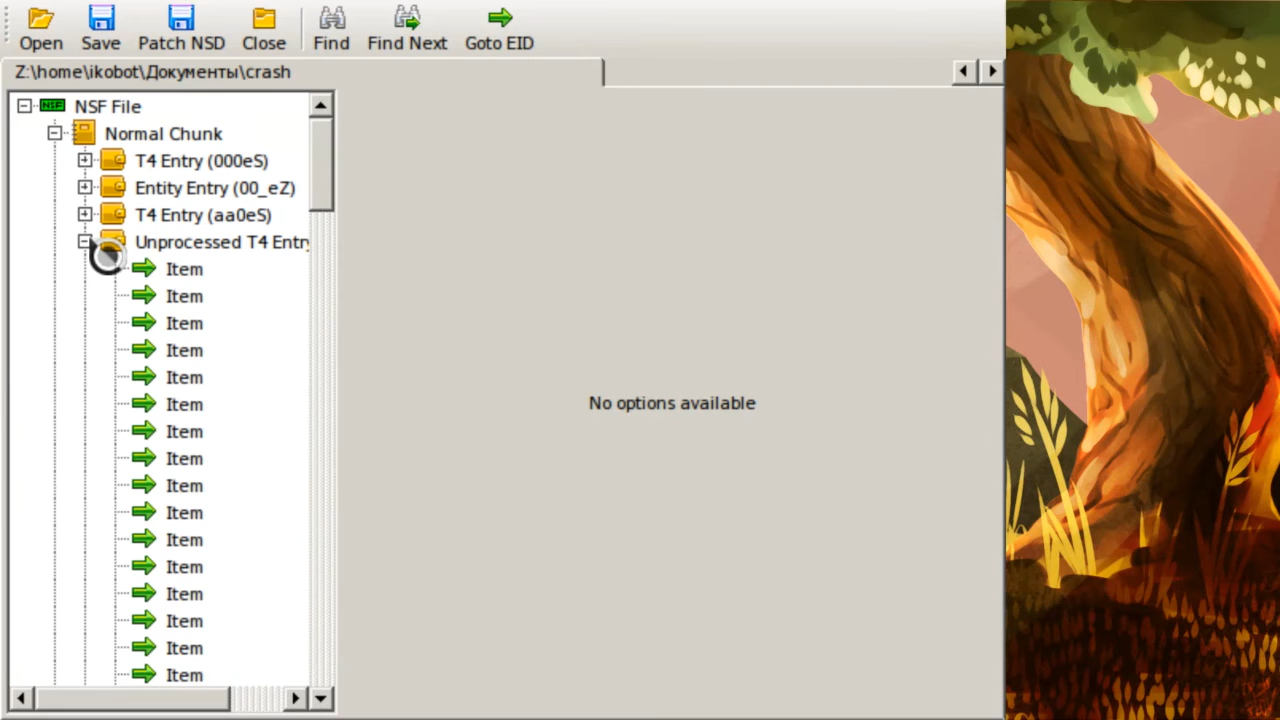 Open Save Patch NSD Close Find Find Next Goto EID
Z:\home\ikobot\Документы\crash
NSF NSF File
Normal Chunk
T4 Entry (000eS)
Entity Entry (00_eZ)
T4 Entry (aa0eS)
Unprocessed T4 Entry
Item
Item
Item
Item
Item
Item
No options available
Item
Item
Item
Item
Item
Item
Item
Item
Item
Item